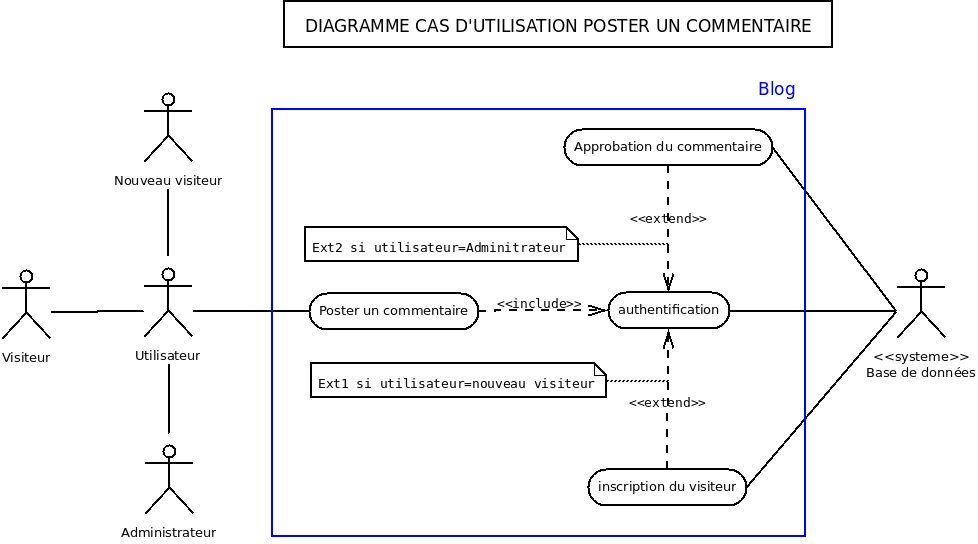 DIAGRAMME CAS D'UTILISATION POSTER UN COMMENTAIRE
Blog
Approbation du commentaire
Nouveau visiteur
<<extend>>
Ext2 si utilisateur=Adminitrateur
<<include>>
Poster un commentaire
authentification
Visiteur
Utilisateur
<<systeme>>
Base de données
Ext1 si utilisateur=nouveau visiteur
<<extend>>
inscription du visiteur
Administrateur